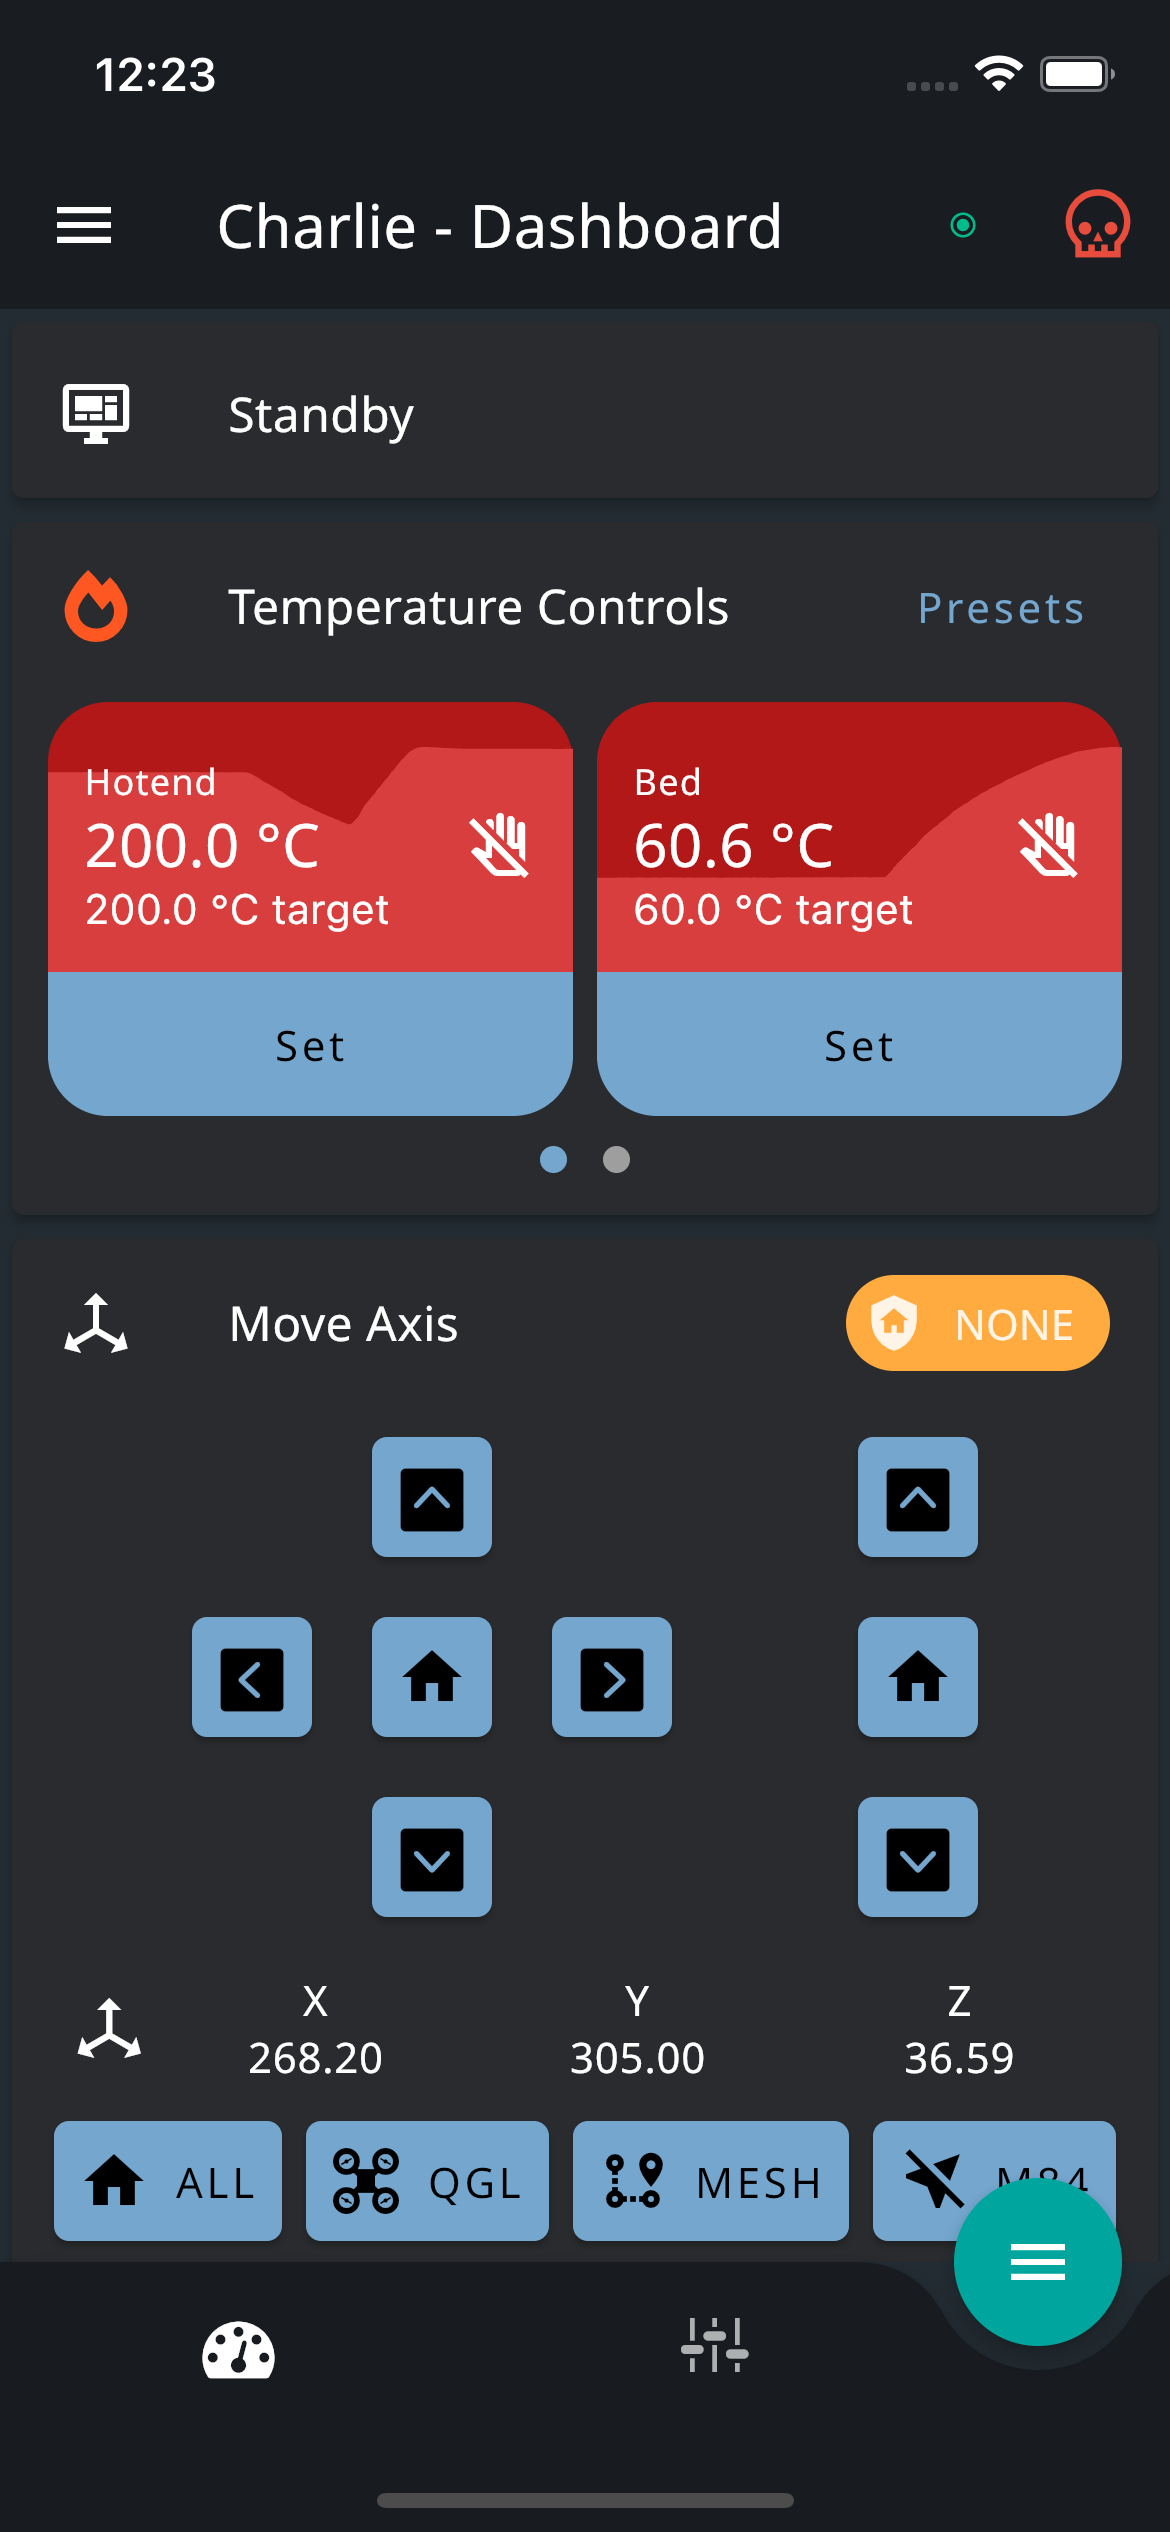 12:23
Charlie - Dashboard
Standby
Temperature Controls
Presets
Hotend
200.0 °C
200.0 °C target
Set
Bed
60.6 °C
60.0 °C target
Set
Move Axis
NONE
X
268.20
Y
305.00
Z
36.59
ALL
QGL
MESH
M84